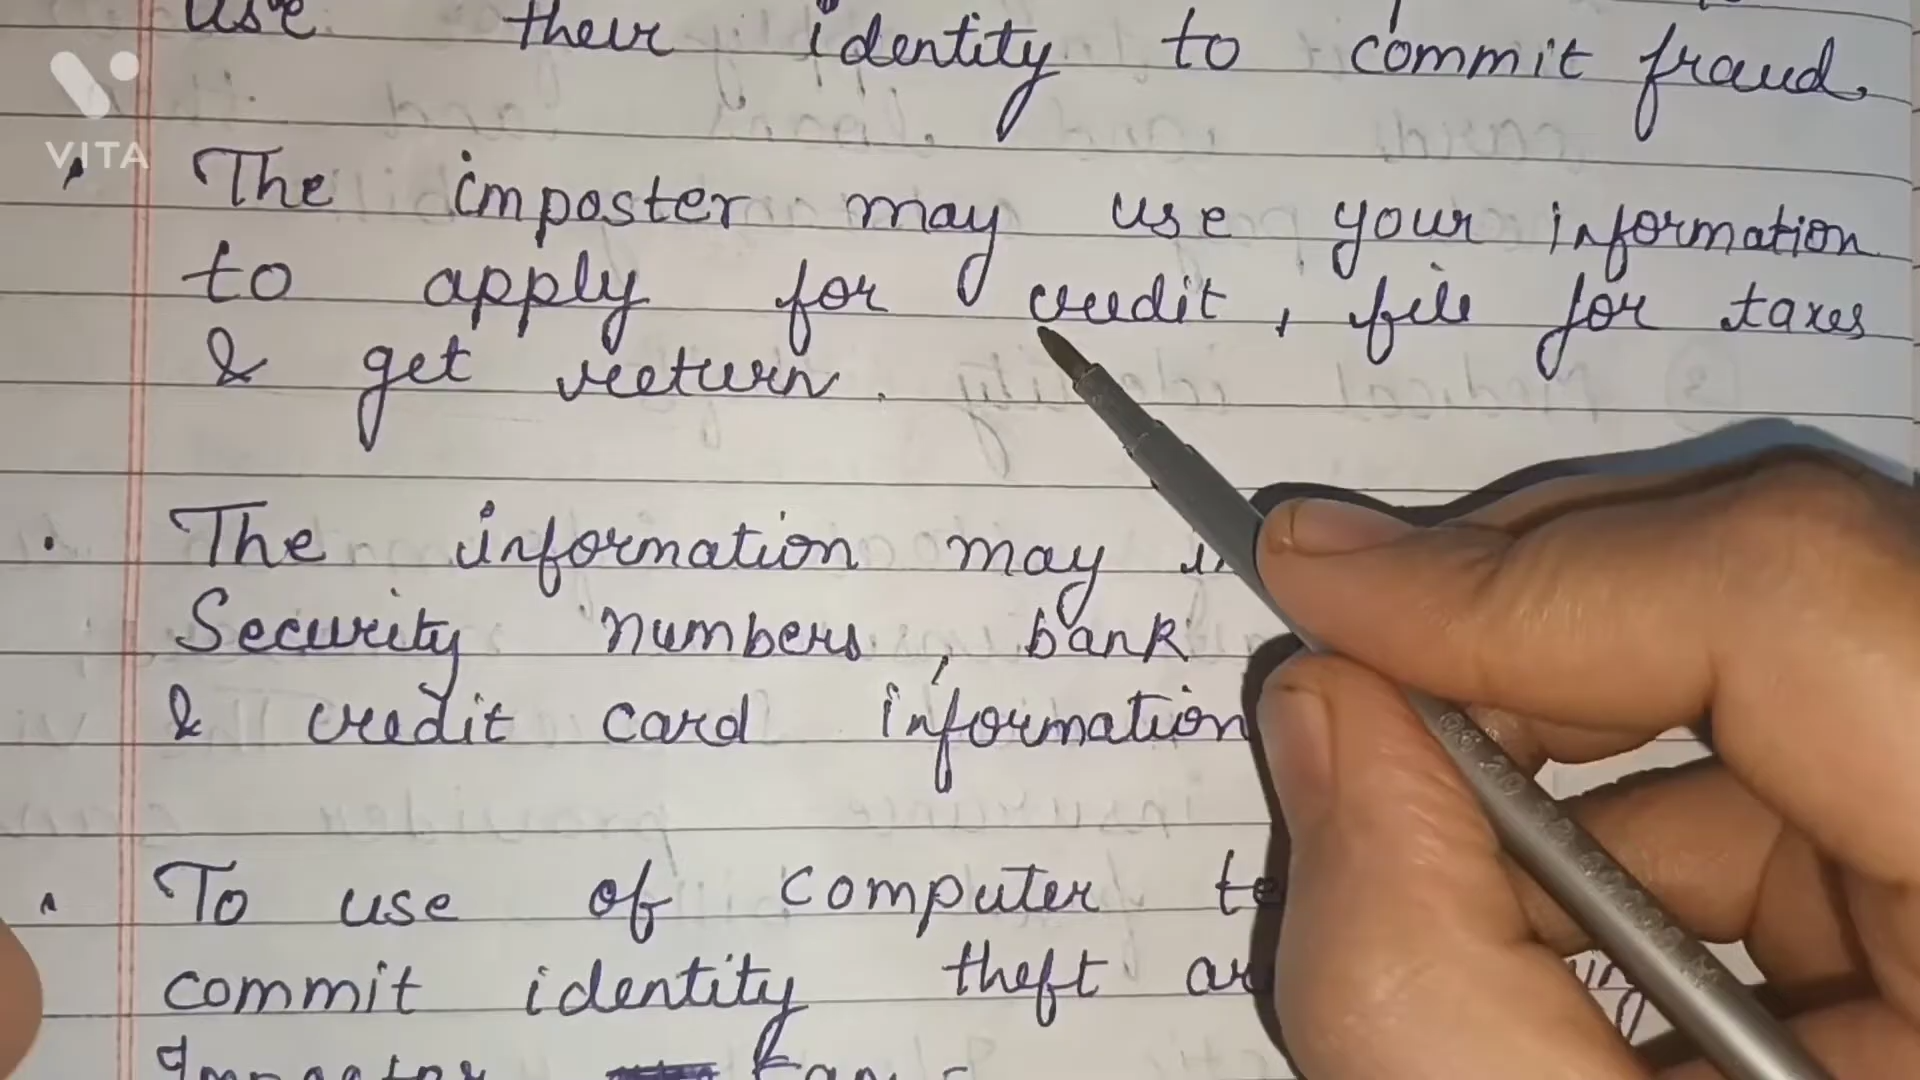 use their identity to commit fraud.
VITA
The imposter may use your information
to apply for credit, file for taxes
& get return.
The information may
Security numbers, bank
& credit card information
To use of computer
commit identity theft